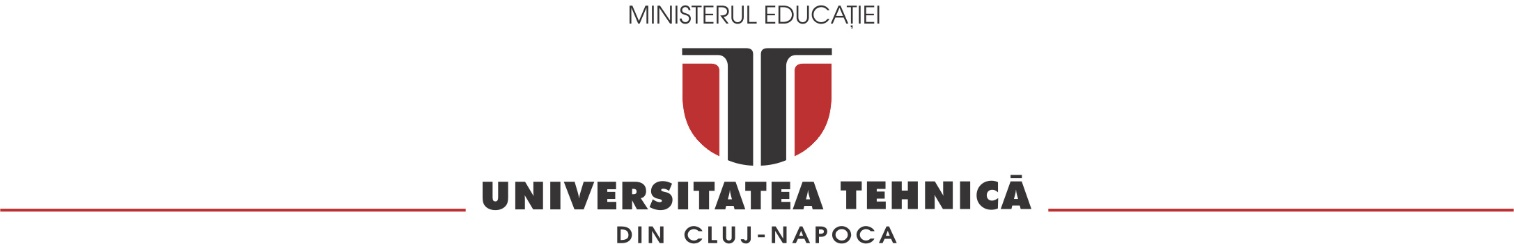 MINISTERUL EDUCAȚIEI
UNIVERSITATEA TEHNICĂ
DIN CLUJ-NAPOCA